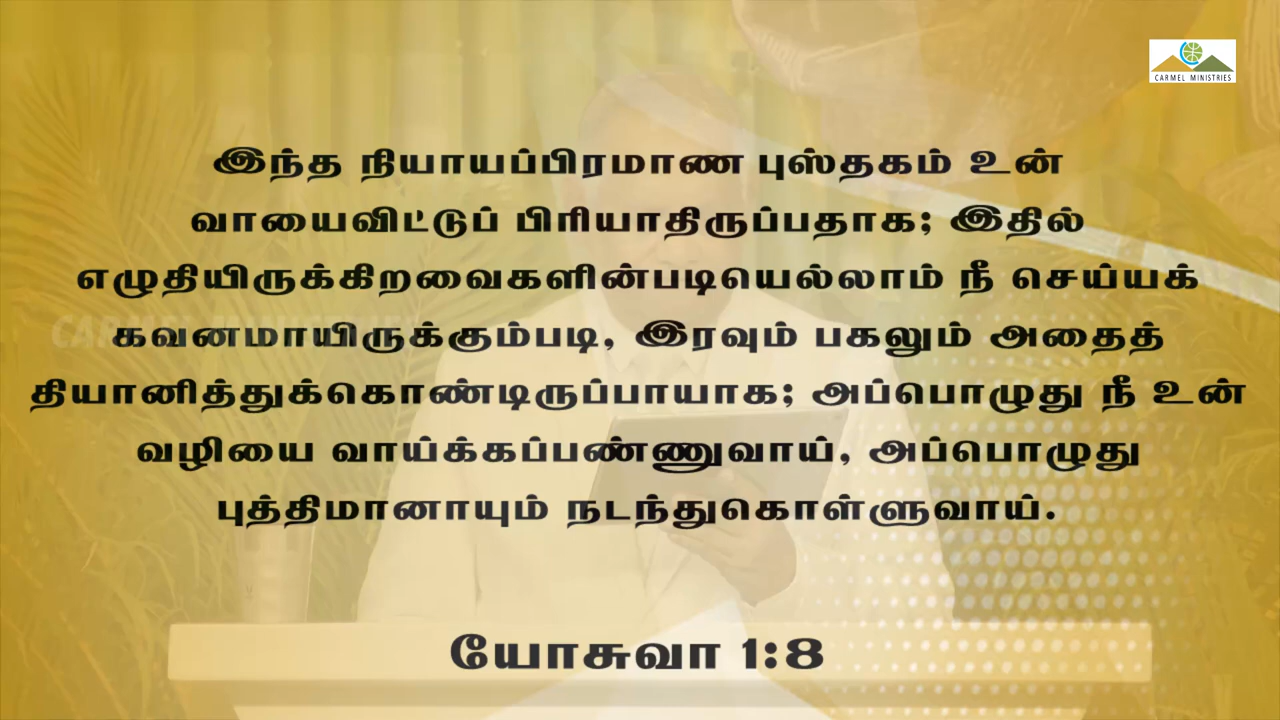 CARMEL MINISTRIES
இந்த நியாயப்பிரமாண புஸ்தகம் உன்
வாயைவிட்டுப் பிரியாதிருப்பதாக; இதில்
எழுதியிருக்கிறவைகளின்படியெல்லாம் நீ செய்யக்
கவனமாயிருக்கும்படி, இரவும் பகலும் அதைத்
தியானித்துக்கொண்டிருப்பாயாக; அப்பொழுது நீ உன்
வழியை வாய்க்கப்பண்ணுவாய், அப்பொழுது
புத்திமானாயும் நடந்துகொள்ளுவாய்.
யோசுவா 1:8